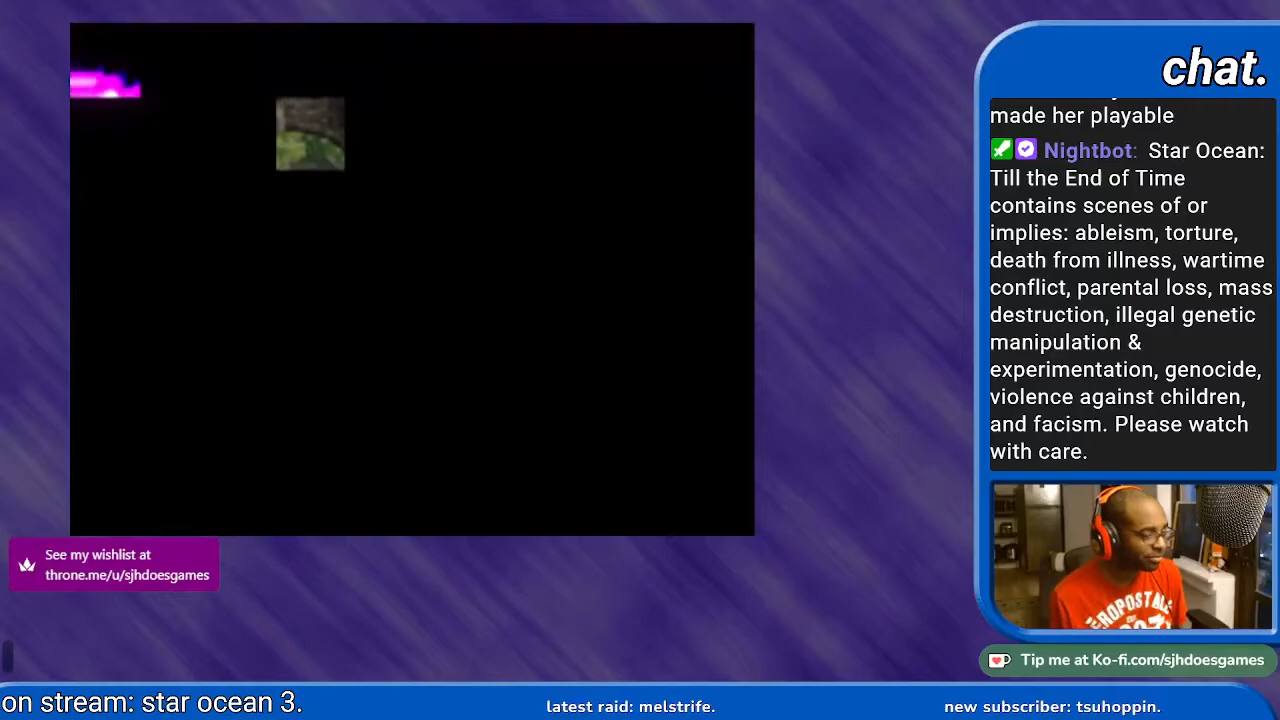 chat.
made her playable
Nightbot: Star Ocean:
Till the End of Time
contains scenes of or
implies: ableism, torture,
death from illness, wartime
conflict, parental loss, mass
destruction, illegal genetic
manipulation &
experimentation, genocide,
violence against children,
and facism. Please watch
with care.
See my wishlist at
throne.me/u/sjhdoesgames
Tip me at Ko-fi.com/sjhdoesgames
on stream: star ocean 3.
latest raid: melstrife.
new subscriber: tsuhoppin.